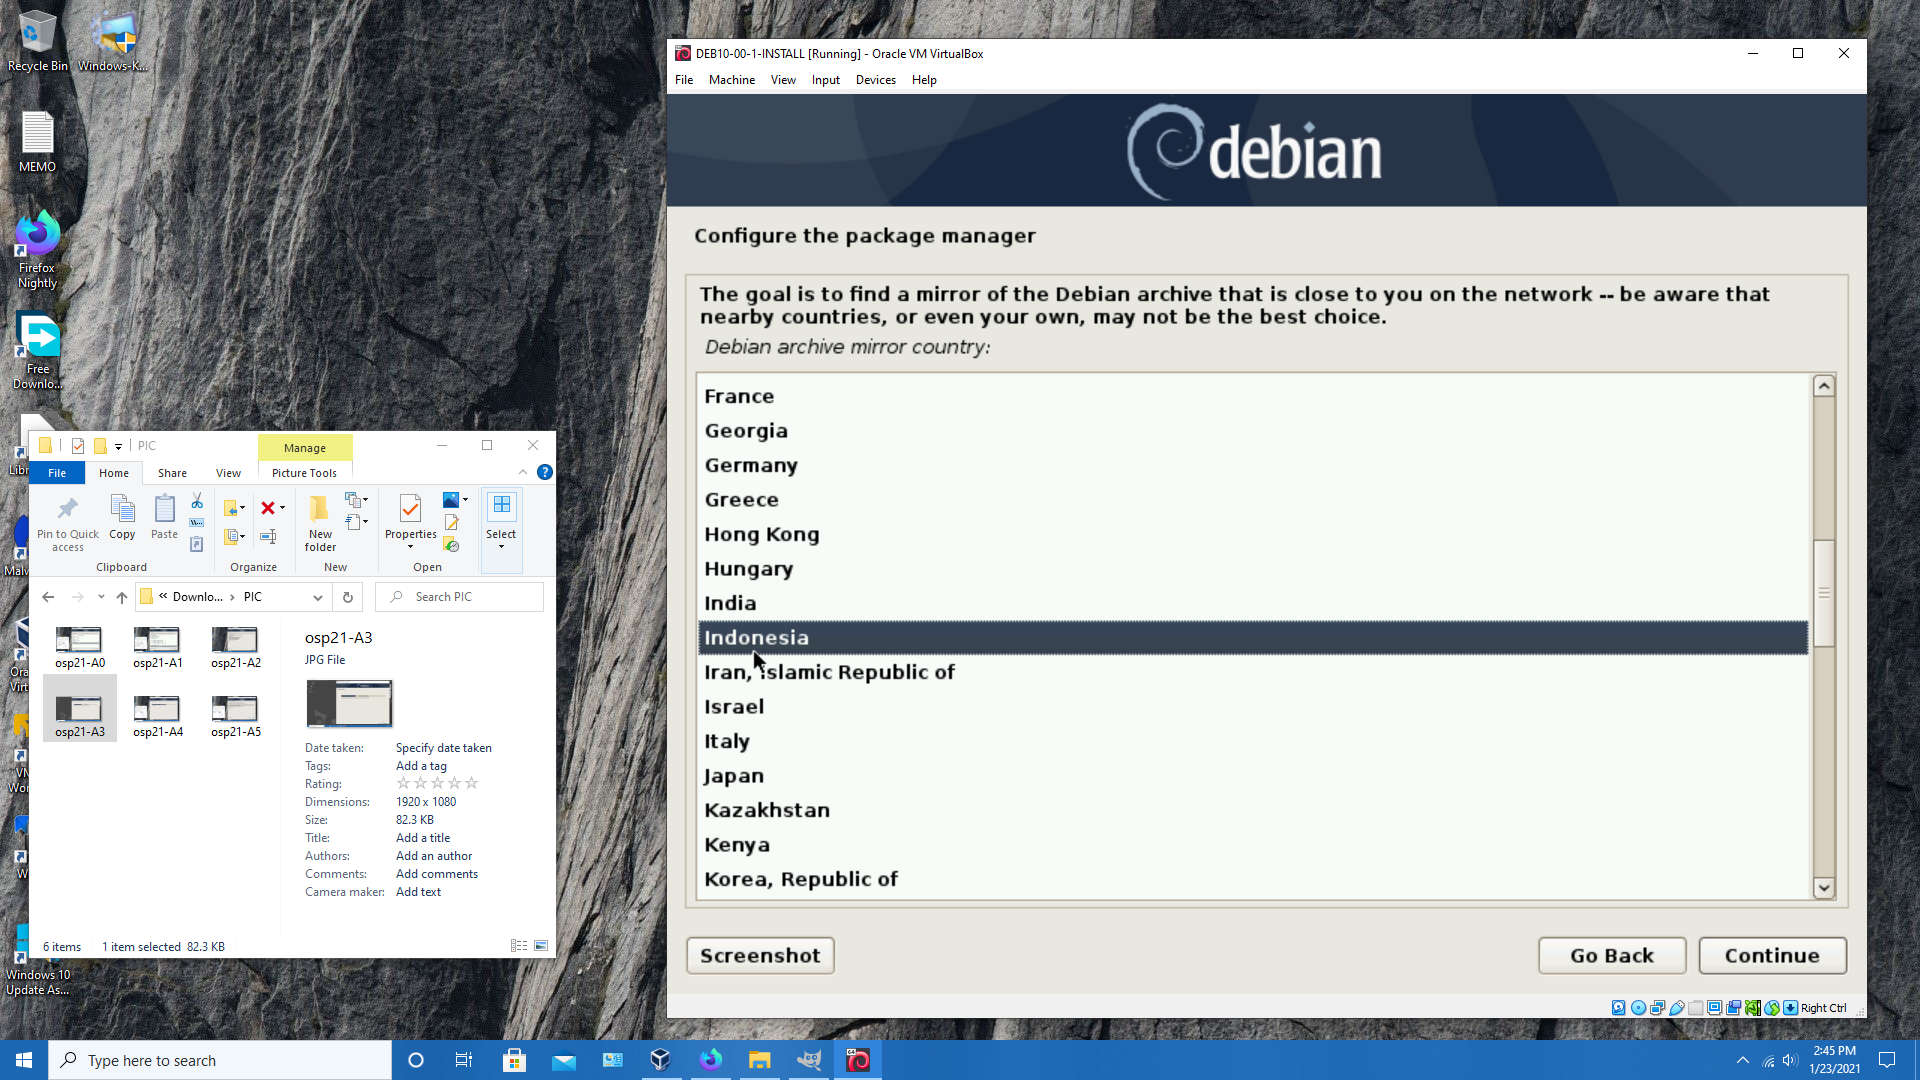 Recycle Bin
Windows-K...
MEMO
Firefox
Nightly
Free
Downlo...
PIC
Manage
File
Home
Share
View
Picture Tools
Pin to Quick
access
Copy
Paste
New
folder
Properties
Select
Clipboard
Organize
New
Open
« Downlo... › PIC
Search PIC
osp21-A0
osp21-A1
osp21-A2
osp21-A3
osp21-A4
osp21-A5
osp21-A3
JPG File
Date taken: Specify date taken
Tags: Add a tag
Rating:
Dimensions: 1920 x 1080
Size: 82.3 KB
Title: Add a title
Authors: Add an author
Comments: Add comments
Camera maker: Add text
6 items 1 item selected 82.3 KB
Windows 10
Update As...
DEB10-00-1-INSTALL [Running] - Oracle VM VirtualBox
File Machine View Input Devices Help
debian
Configure the package manager
The goal is to find a mirror of the Debian archive that is close to you on the network -- be aware that
nearby countries, or even your own, may not be the best choice.
Debian archive mirror country:
France
Georgia
Germany
Greece
Hong Kong
Hungary
India
Indonesia
Iran, Islamic Republic of
Israel
Italy
Japan
Kazakhstan
Kenya
Korea, Republic of
Screenshot
Go Back
Continue
Right Ctrl
Type here to search
2:45 PM
1/23/2021